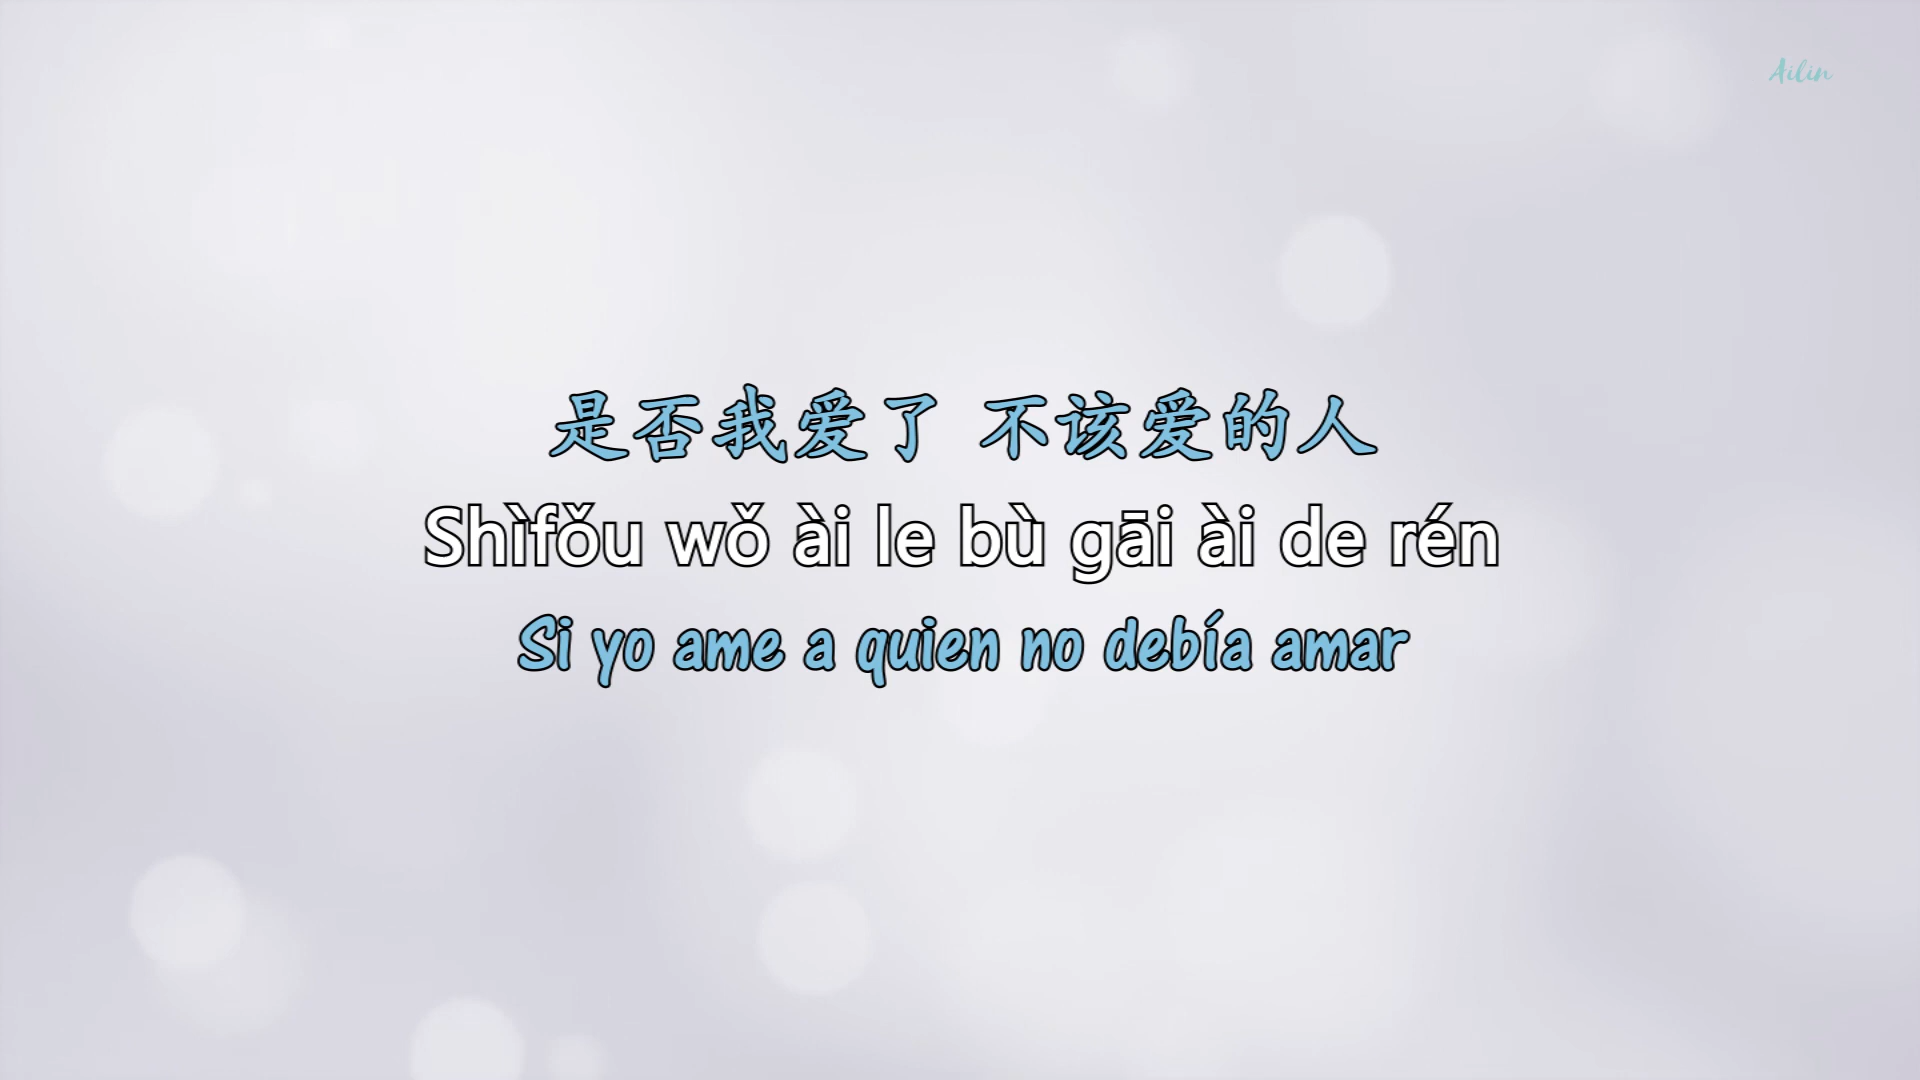 Ailin
是否我爱了 不该爱的人
Shìfǒu wǒ ài le bù gāi ài de rén
Si yo ame a quien no debía amar